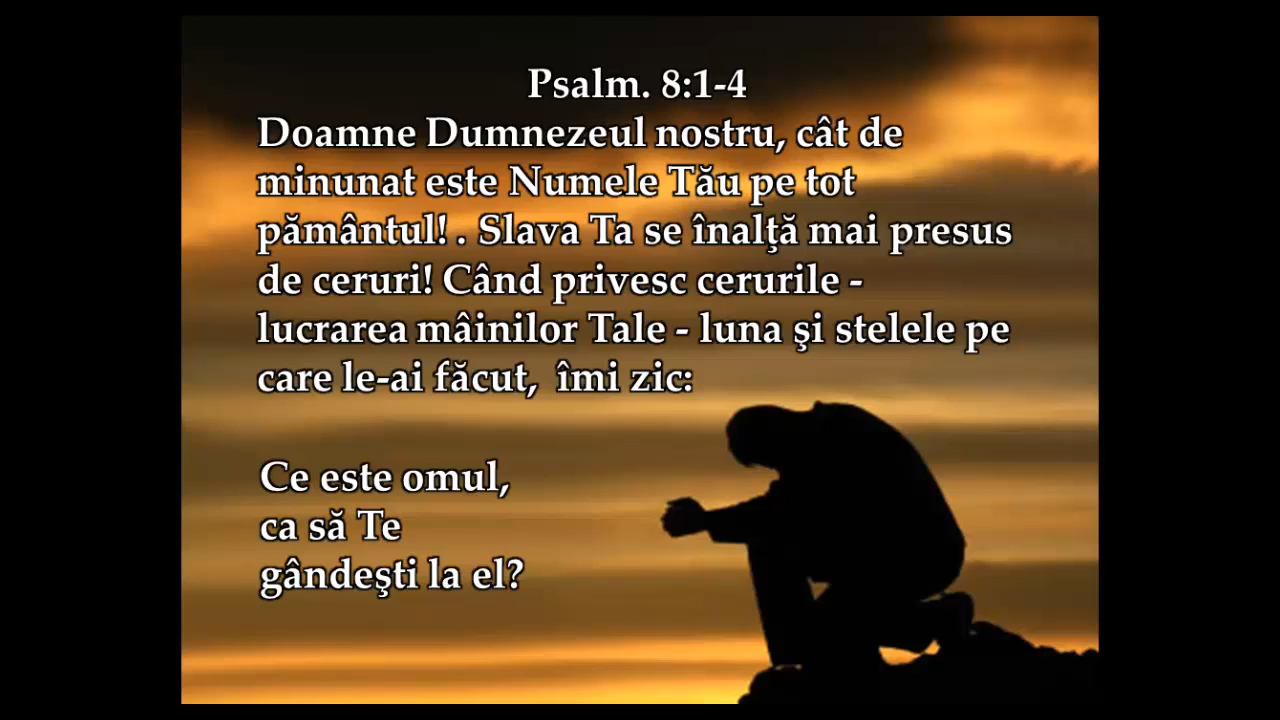 Psalm. 8:1-4
Doamne Dumnezeul nostru, cât de
minunat este Numele Tău pe tot
pământul! . Slava Ta se înalţă mai presus
de ceruri! Când privesc cerurile -
lucrarea mâinilor Tale - luna şi stelele pe
care le-ai făcut,  îmi zic:
Ce este omul,
ca să Te
gândeşti la el?